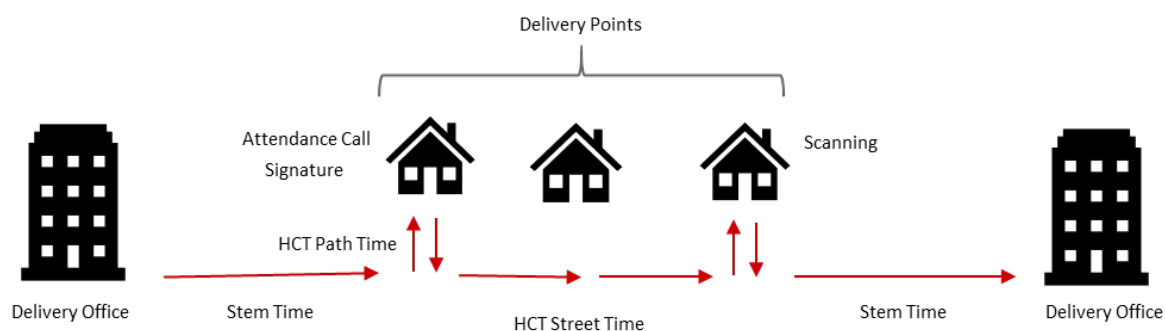 Delivery Points
Attendance Call
Signature
Scanning
HCT Path Time
Delivery Office
Stem Time
HCT Street Time
Stem Time
Delivery Office